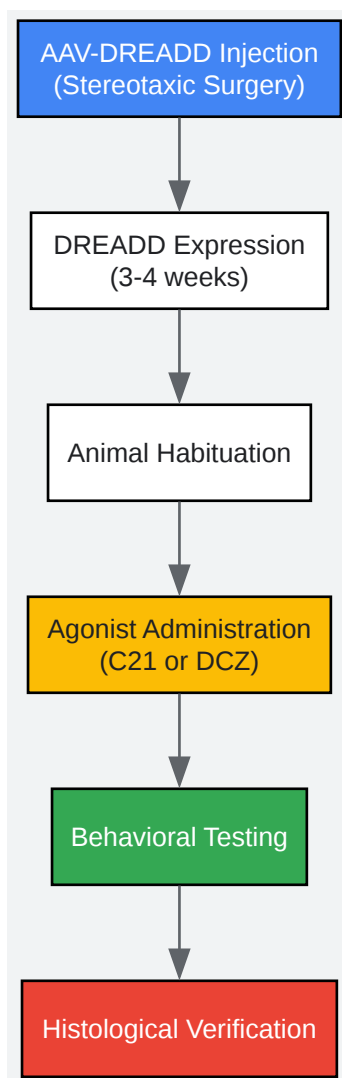 AAV-DREADD Injection
(Stereotaxic Surgery)
DREADD Expression
(3-4 weeks)
Animal Habituation
Agonist Administration
(C21 or DCZ)
Behavioral Testing
Histological Verification